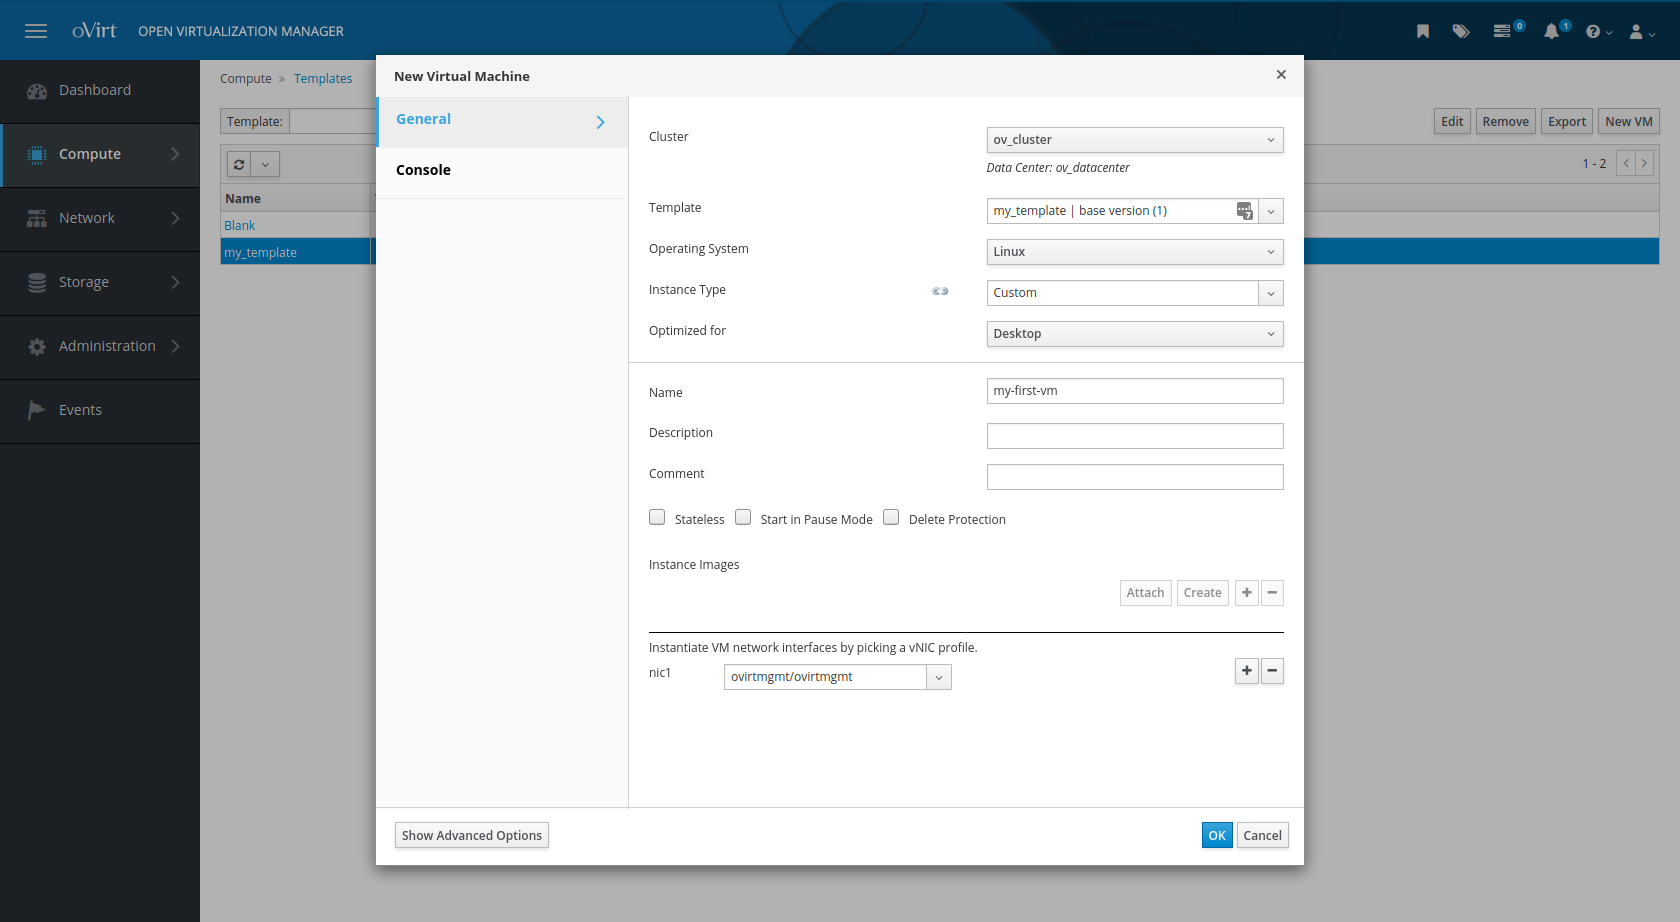 oVirt OPEN VIRTUALIZATION MANAGER
0
1
Dashboard
Compute
Network
Storage
Administration
Events
Compute » Templates
Template:
Edit Remove Export New VM
1 - 2
Name
Blank
my_template
New Virtual Machine
General
Console
Cluster ov_cluster
Data Center: ov_datacenter
Template my_template | base version (1)
7
Operating System Linux
Instance Type Custom
Optimized for Desktop
Name my-first-vm
Description
Comment
Stateless Start in Pause Mode Delete Protection
Instance Images
Attach Create + −
Instantiate VM network interfaces by picking a vNIC profile.
nic1 ovirtmgmt/ovirtmgmt + −
Show Advanced Options OK Cancel